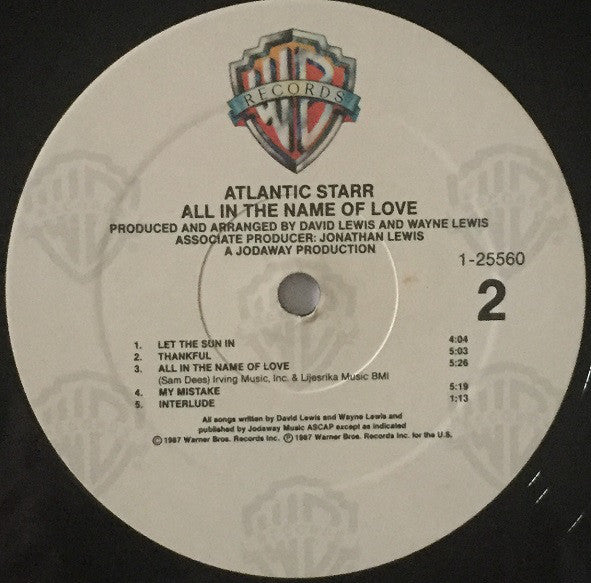 WB
RECORDS
ATLANTIC STARR
ALL IN THE NAME OF LOVE
PRODUCED AND ARRANGED BY DAVID LEWIS AND WAYNE LEWIS
ASSOCIATE PRODUCER: JONATHAN LEWIS
A JODAWAY PRODUCTION
1-25560
2
1. LET THE SUN IN 4:04
2. THANKFUL 5:03
3. ALL IN THE NAME OF LOVE 5:26
(Sam Dees) Irving Music, Inc. & Lijesrika Music BMI
4. MY MISTAKE 5:19
5. INTERLUDE 1:13
All songs written by David Lewis and Wayne Lewis and
published by Jodaway Music ASCAP except as indicated
©1987 Warner Bros. Records Inc. ℗1987 Warner Bros. Records Inc. for the U.S.